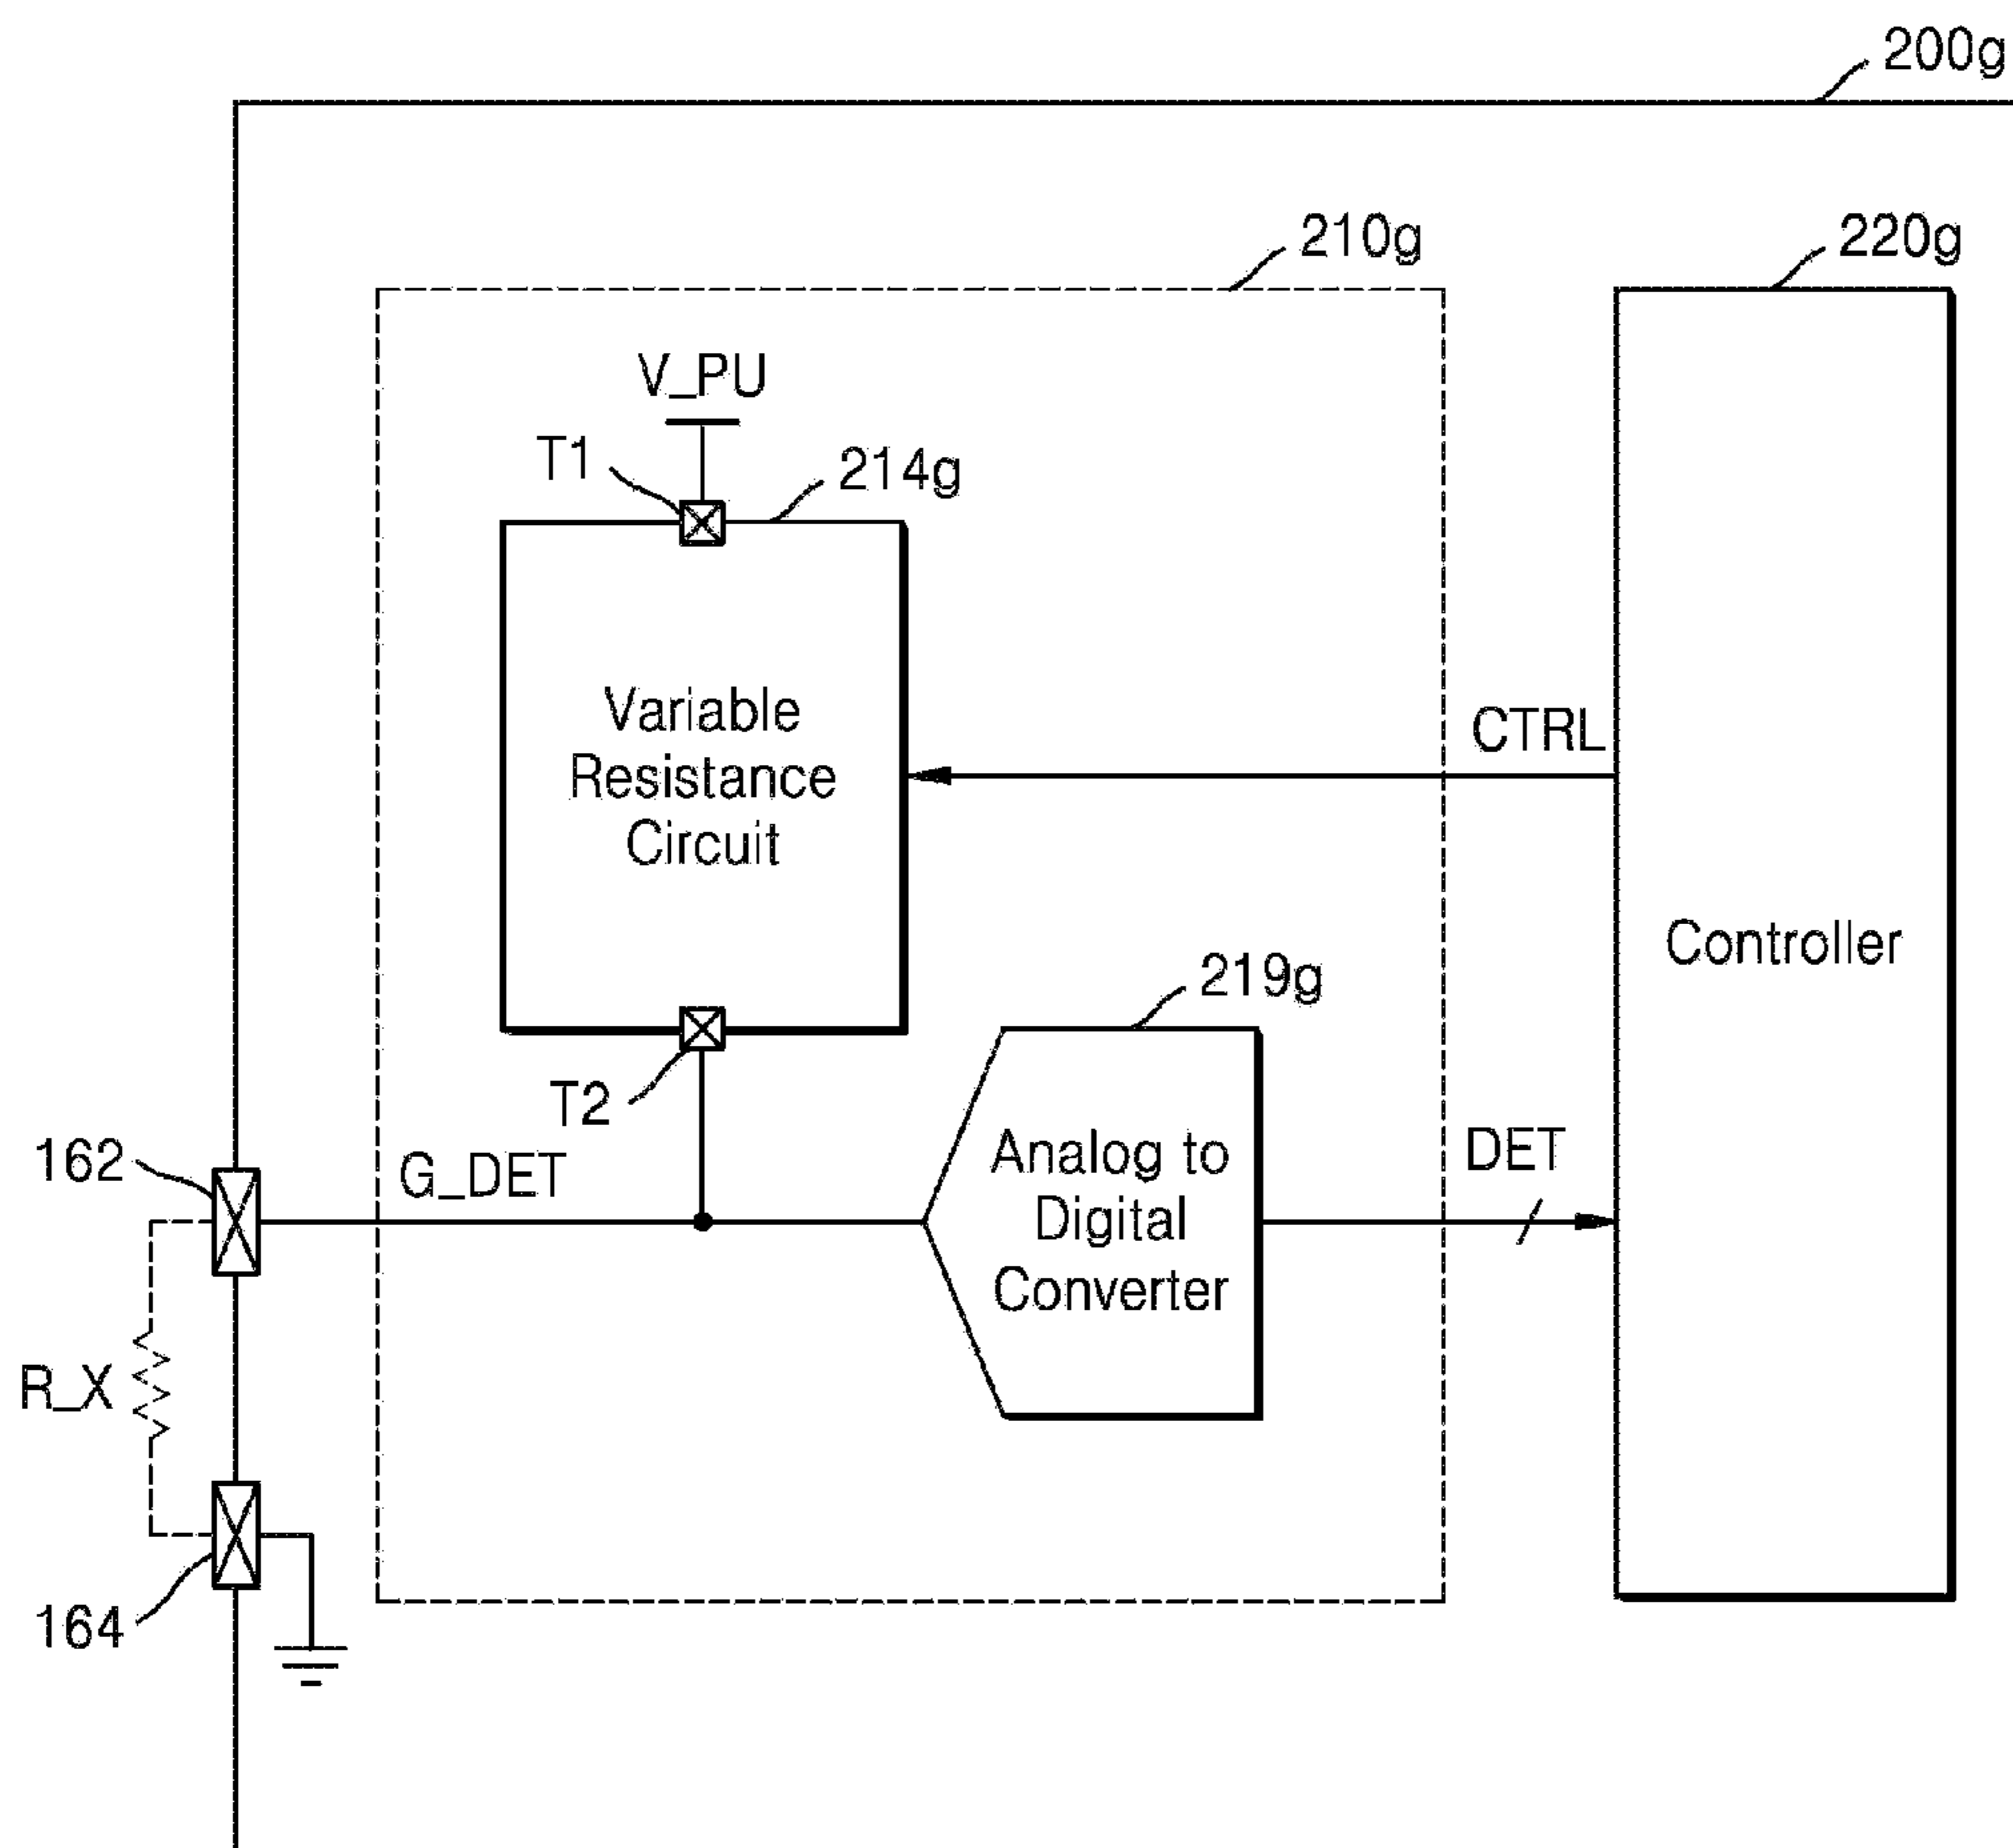 200g
210g
220g
V_PU
T1
214g
Variable
Resistance
Circuit
CTRL
Controller
219g
T2
162
G_DET
Analog to
Digital
Converter
DET
R_X
164